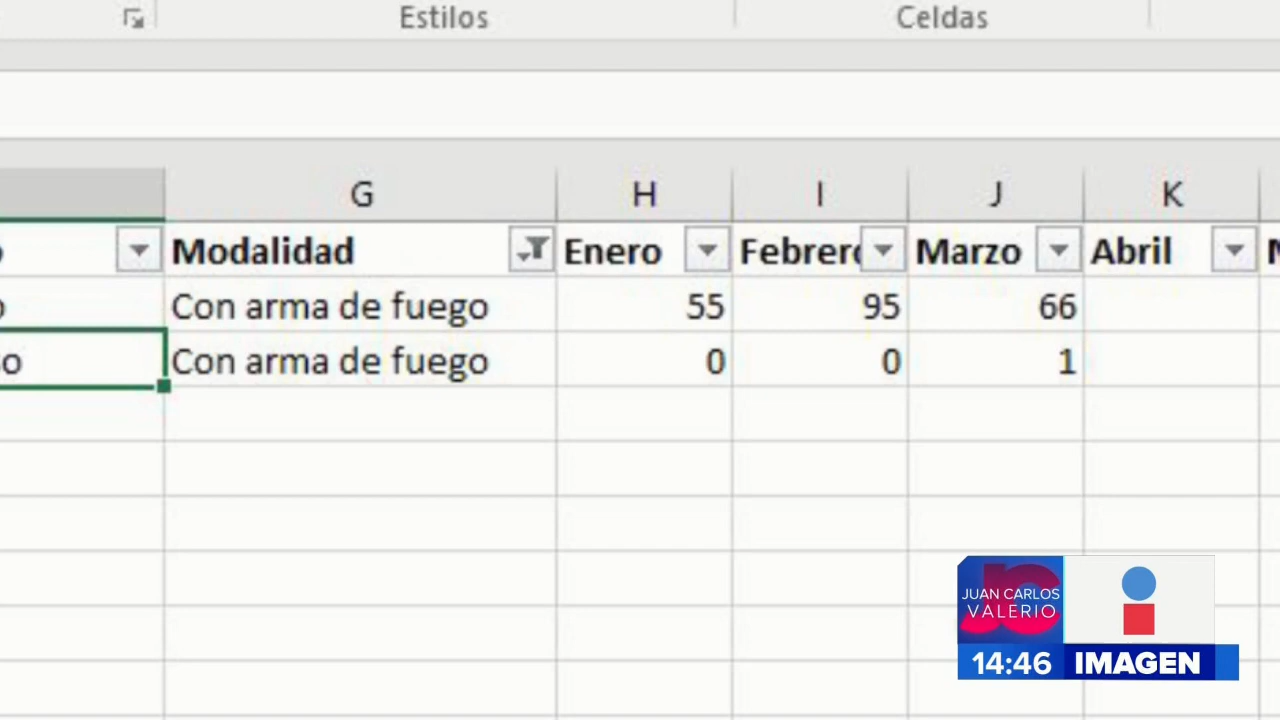 Estilos Celdas
G H I J K
Modalidad Enero Febrero Marzo Abril
Con arma de fuego 55 95 66
o Con arma de fuego 0 0 1
JUAN CARLOS
VALERIO
14:46 IMAGEN